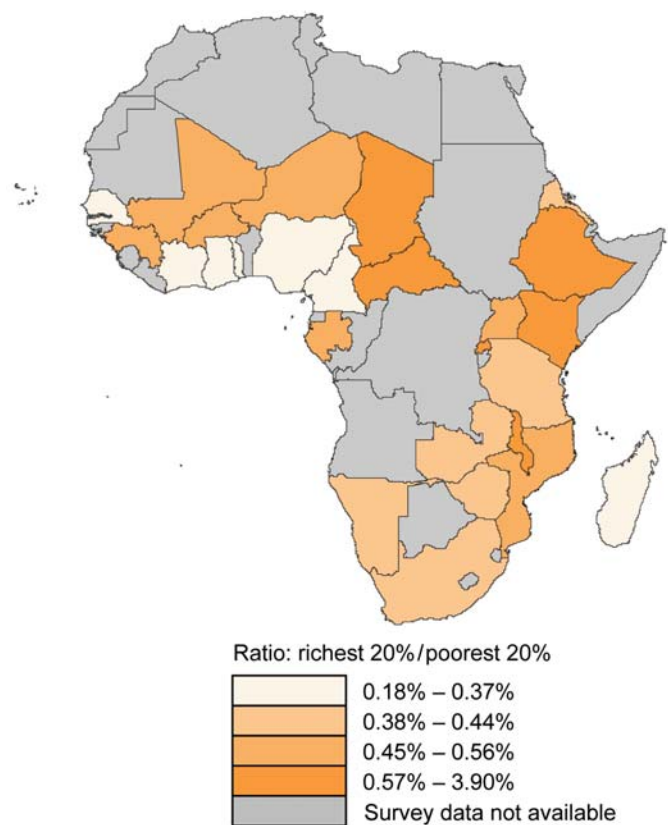 Ratio: richest 20%/poorest 20%
0.18% – 0.37%
0.38% – 0.44%
0.45% – 0.56%
0.57% – 3.90%
Survey data not available